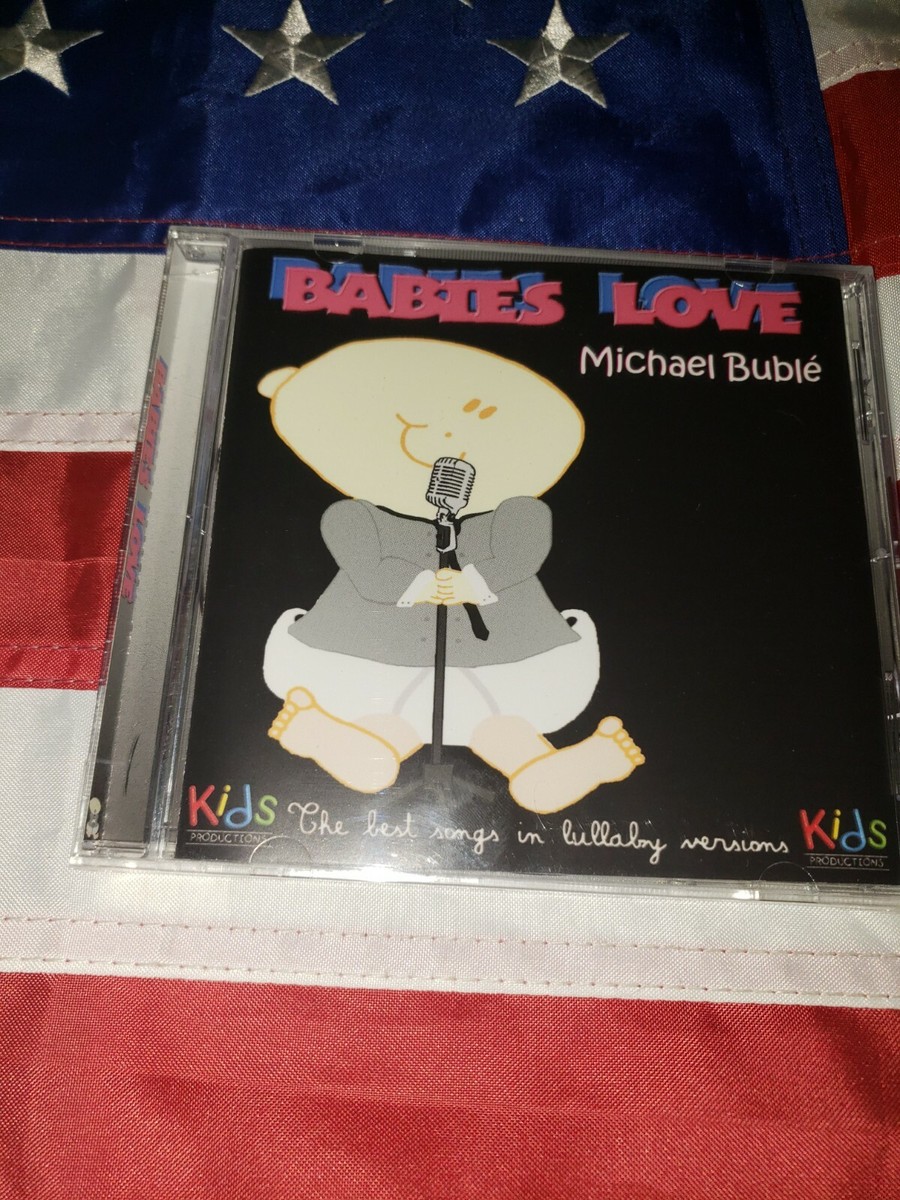 BABIES LOVE
Michael Bublé
BABIES LOVE
Kids
PRODUCTIONS
The best songs in lullaby versions
Kids
PRODUCTIONS